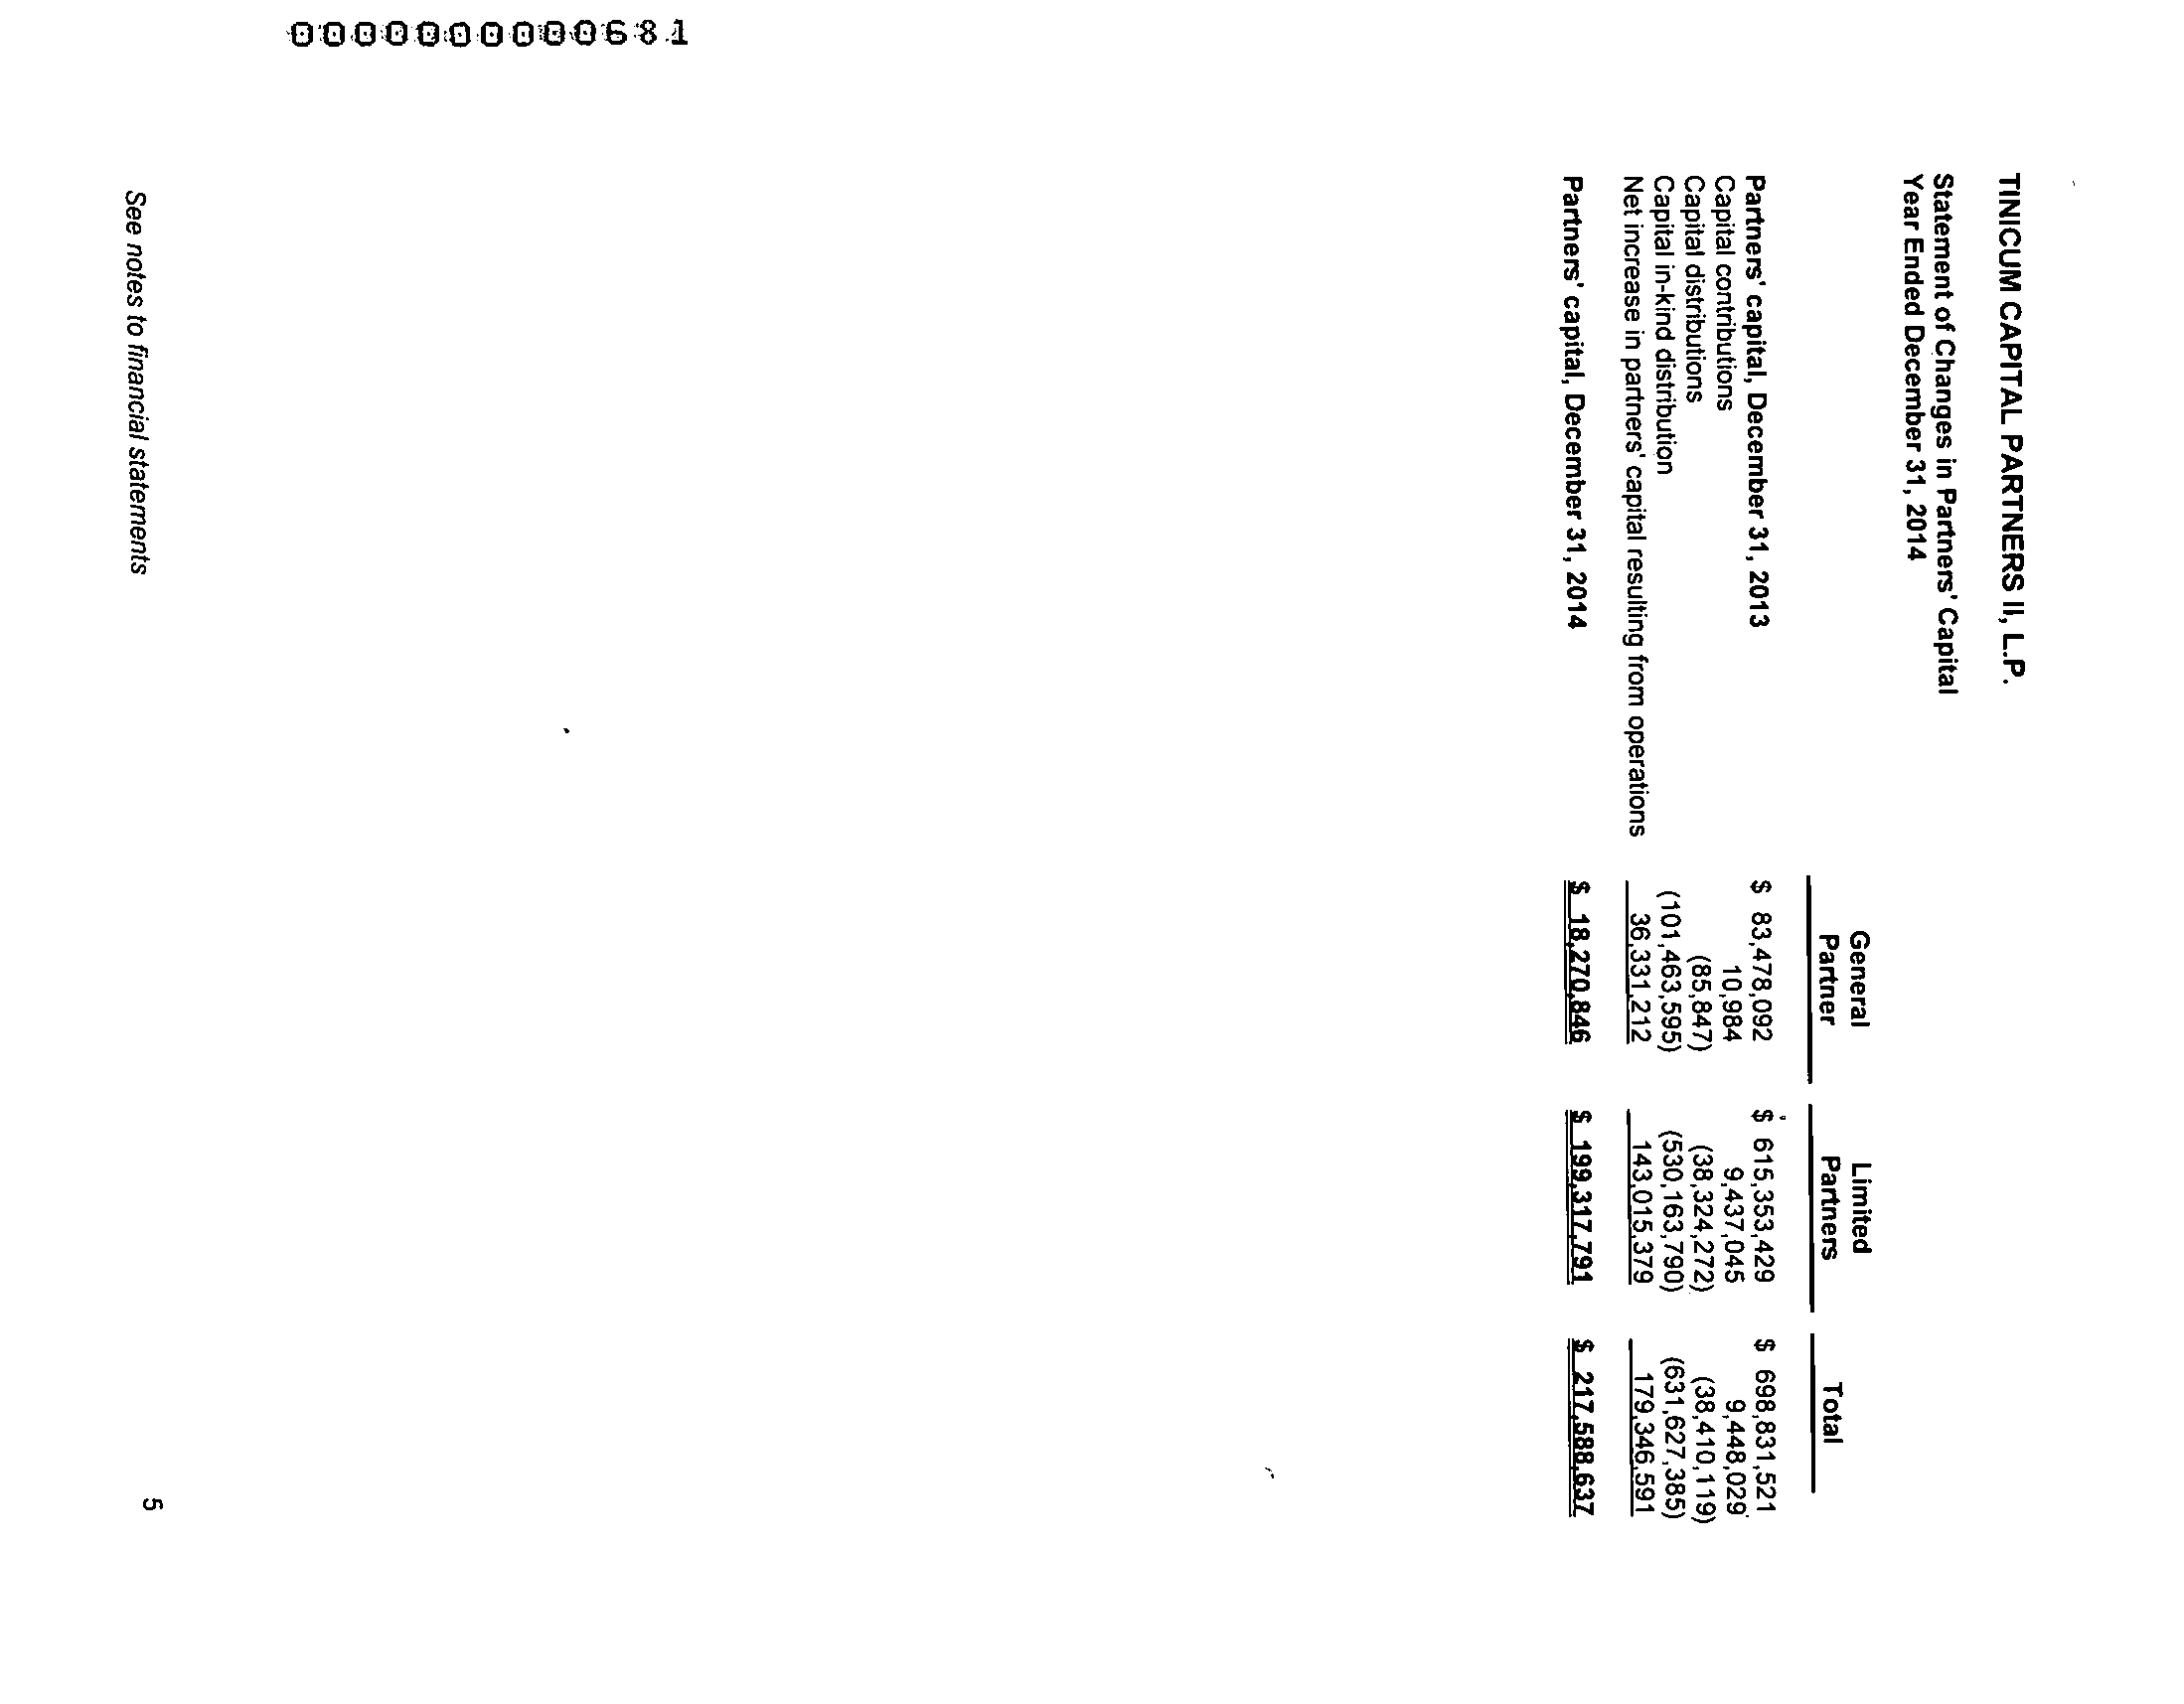 0000000000681
TINICUM CAPITAL PARTNERS II, L.P.
Statement of Changes in Partners' Capital
Year Ended December 31, 2014
General Partner Limited Partners Total
Partners' capital, December 31, 2013 $ 83,478,092 $ 615,353,429 $ 698,831,521
Capital contributions 10,984 9,437,045 9,448,029
Capital distributions (85,847) (38,324,272) (38,410,119)
Capital in-kind distribution (101,463,595) (530,163,790) (631,627,385)
Net increase in partners' capital resulting from operations 36,331,212 143,015,379 179,346,591
Partners' capital, December 31, 2014 $ 18,270,846 $ 199,317,791 $ 217,588,637
See notes to financial statements
5